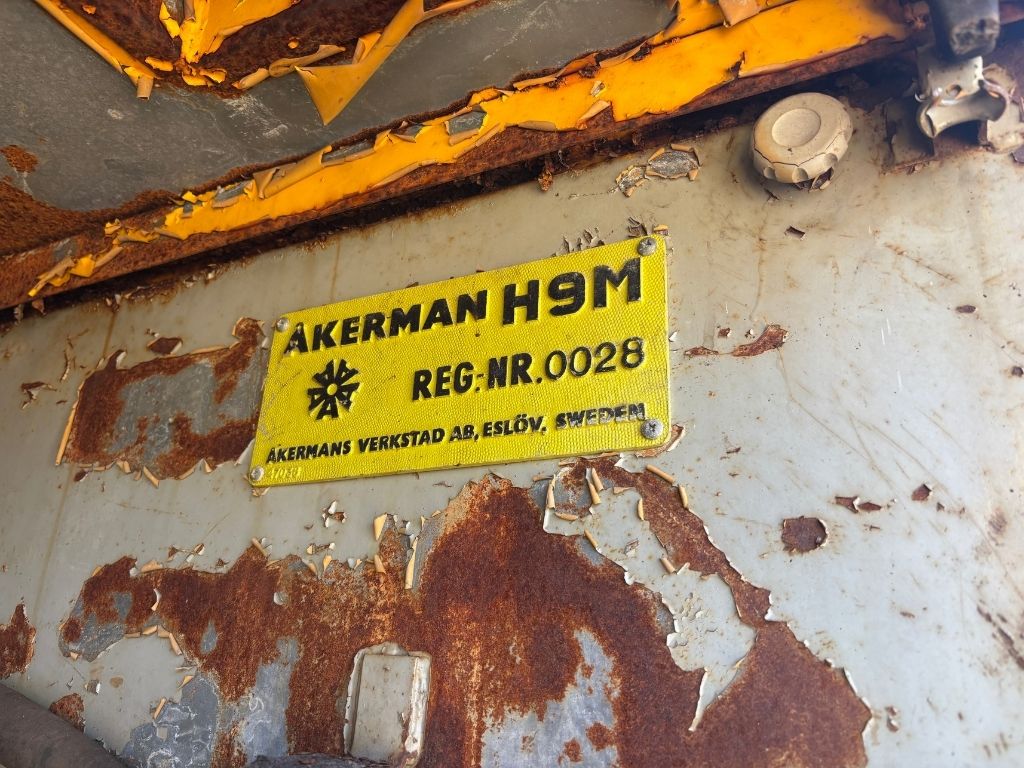 ÅKERMAN H9M
REG.-NR. 0028
ÅKERMANS VERKSTAD AB, ESLÖV, SWEDEN